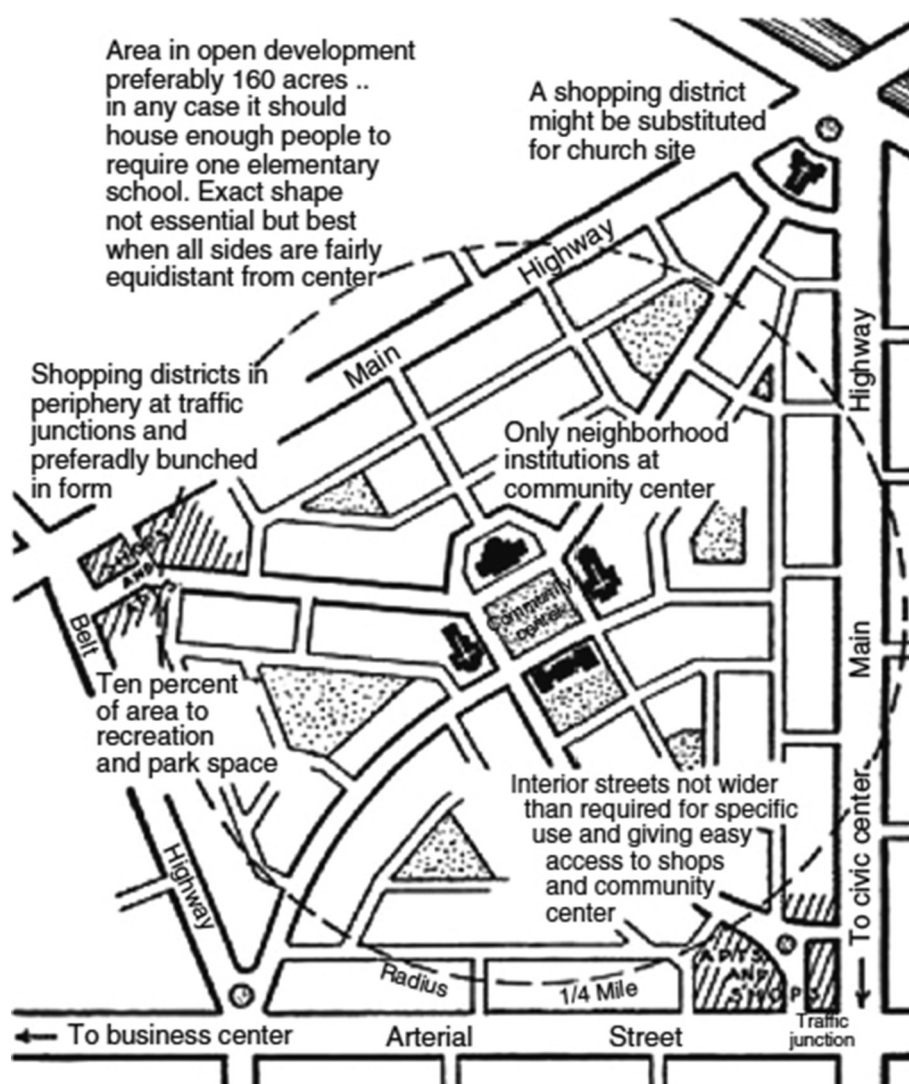 Area in open development
preferably 160 acres ..
in any case it should
house enough people to
require one elementary
school. Exact shape
not essential but best
when all sides are fairly
equidistant from center
A shopping district
might be substituted
for church site
Main Highway
Highway
Main
Shopping districts in
periphery at traffic
junctions and
preferadly bunched
in form
Only neighborhood
institutions at
community center
SHOPS
AND
Community
center
Belt
Highway
Ten percent
of area to
recreation
and park space
Interior streets not wider
than required for specific
use and giving easy
access to shops
and community
center
To civic center
APTS
AND
SHOPS
Radius 1/4 Mile
Traffic
junction
To business center Arterial Street